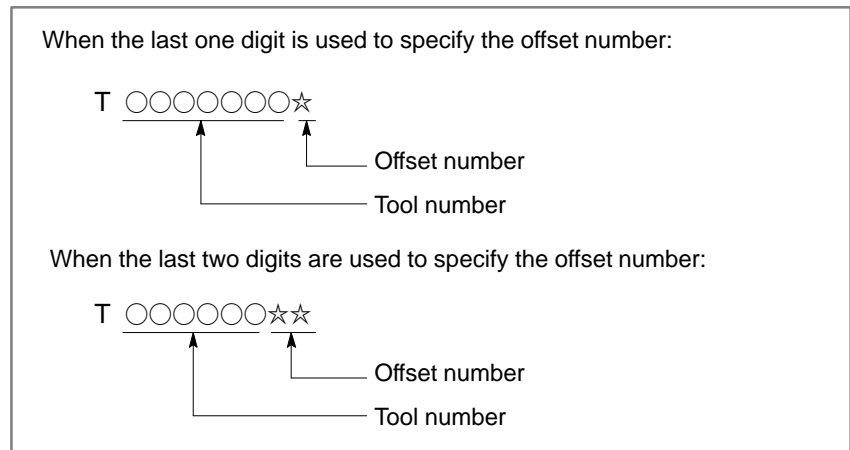 When the last one digit is used to specify the offset number:
T ○○○○○○○☆
Offset number
Tool number
When the last two digits are used to specify the offset number:
T ○○○○○○☆☆
Offset number
Tool number